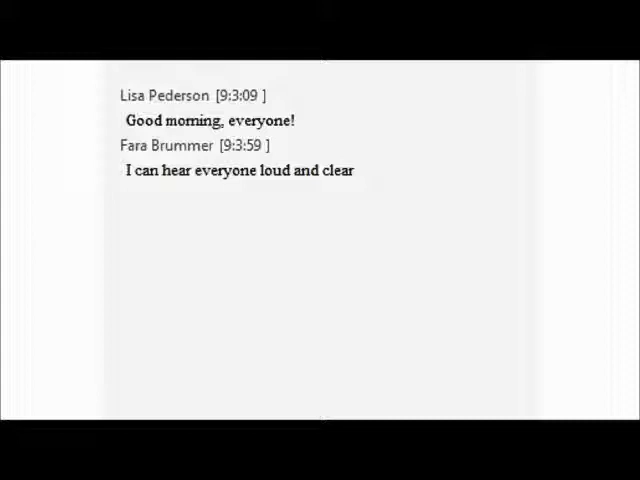 Lisa Pederson [9:3:09 ]
Good morning, everyone!
Fara Brummer [9:3:59 ]
I can hear everyone loud and clear